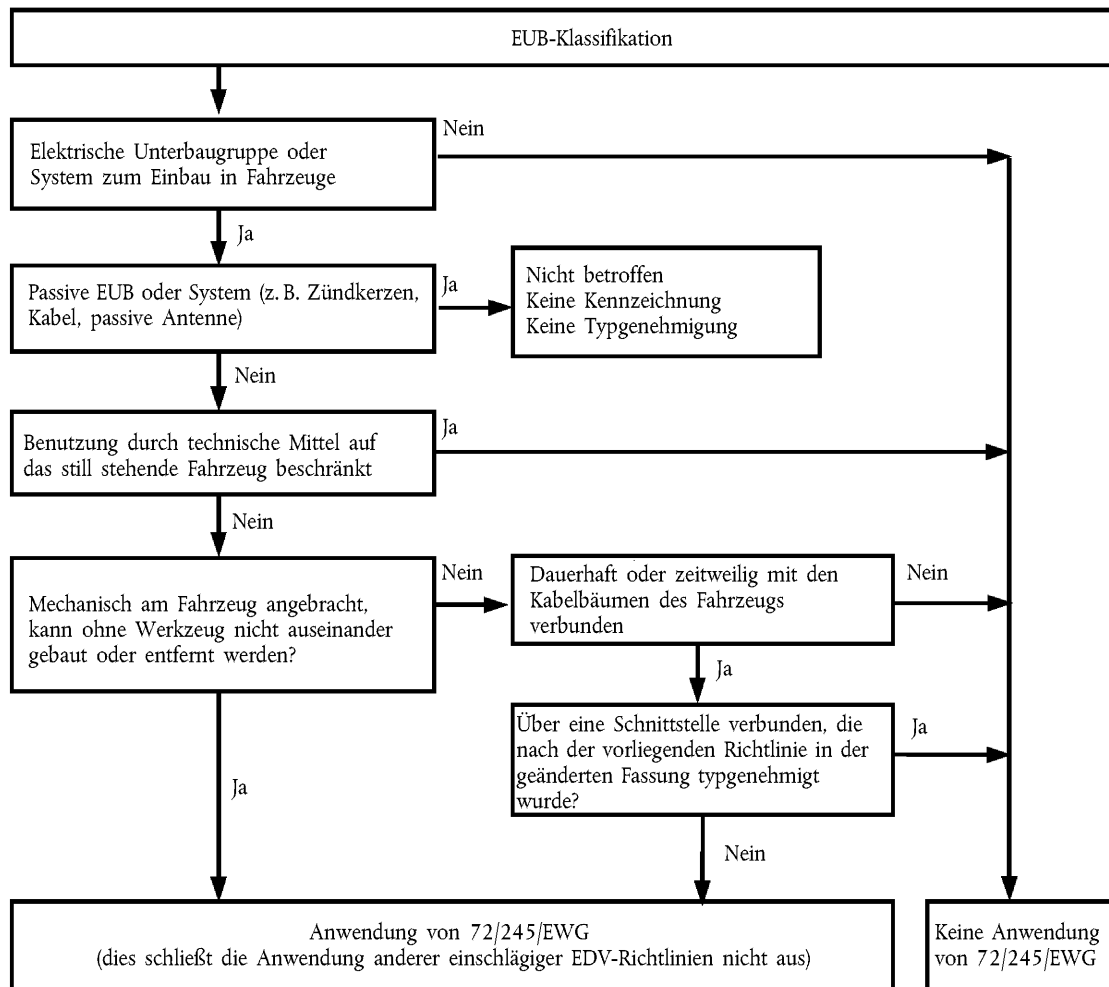 EUB-Klassifikation
Nein
Elektrische Unterbaugruppe oder
System zum Einbau in Fahrzeuge
Ja
Passive EUB oder System (z. B. Zündkerzen,
Kabel, passive Antenne)
Ja
Nicht betroffen
Keine Kennzeichnung
Keine Typgenehmigung
Nein
Benutzung durch technische Mittel auf
das still stehende Fahrzeug beschränkt
Ja
Nein
Mechanisch am Fahrzeug angebracht,
kann ohne Werkzeug nicht auseinander
gebaut oder entfernt werden?
Nein
Dauerhaft oder zeitweilig mit den
Kabelbäumen des Fahrzeugs
verbunden
Nein
Ja
Über eine Schnittstelle verbunden, die
nach der vorliegenden Richtlinie in der
geänderten Fassung typgenehmigt
wurde?
Ja
Ja
Nein
Anwendung von 72/245/EWG
(dies schließt die Anwendung anderer einschlägiger EDV-Richtlinien nicht aus)
Keine Anwendung
von 72/245/EWG